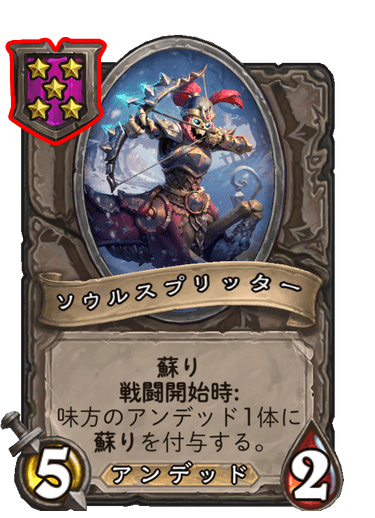 ソウルスプリッター
蘇り
戦闘開始時:
味方のアンデッド1体に
蘇りを付与する。
5
アンデッド
2